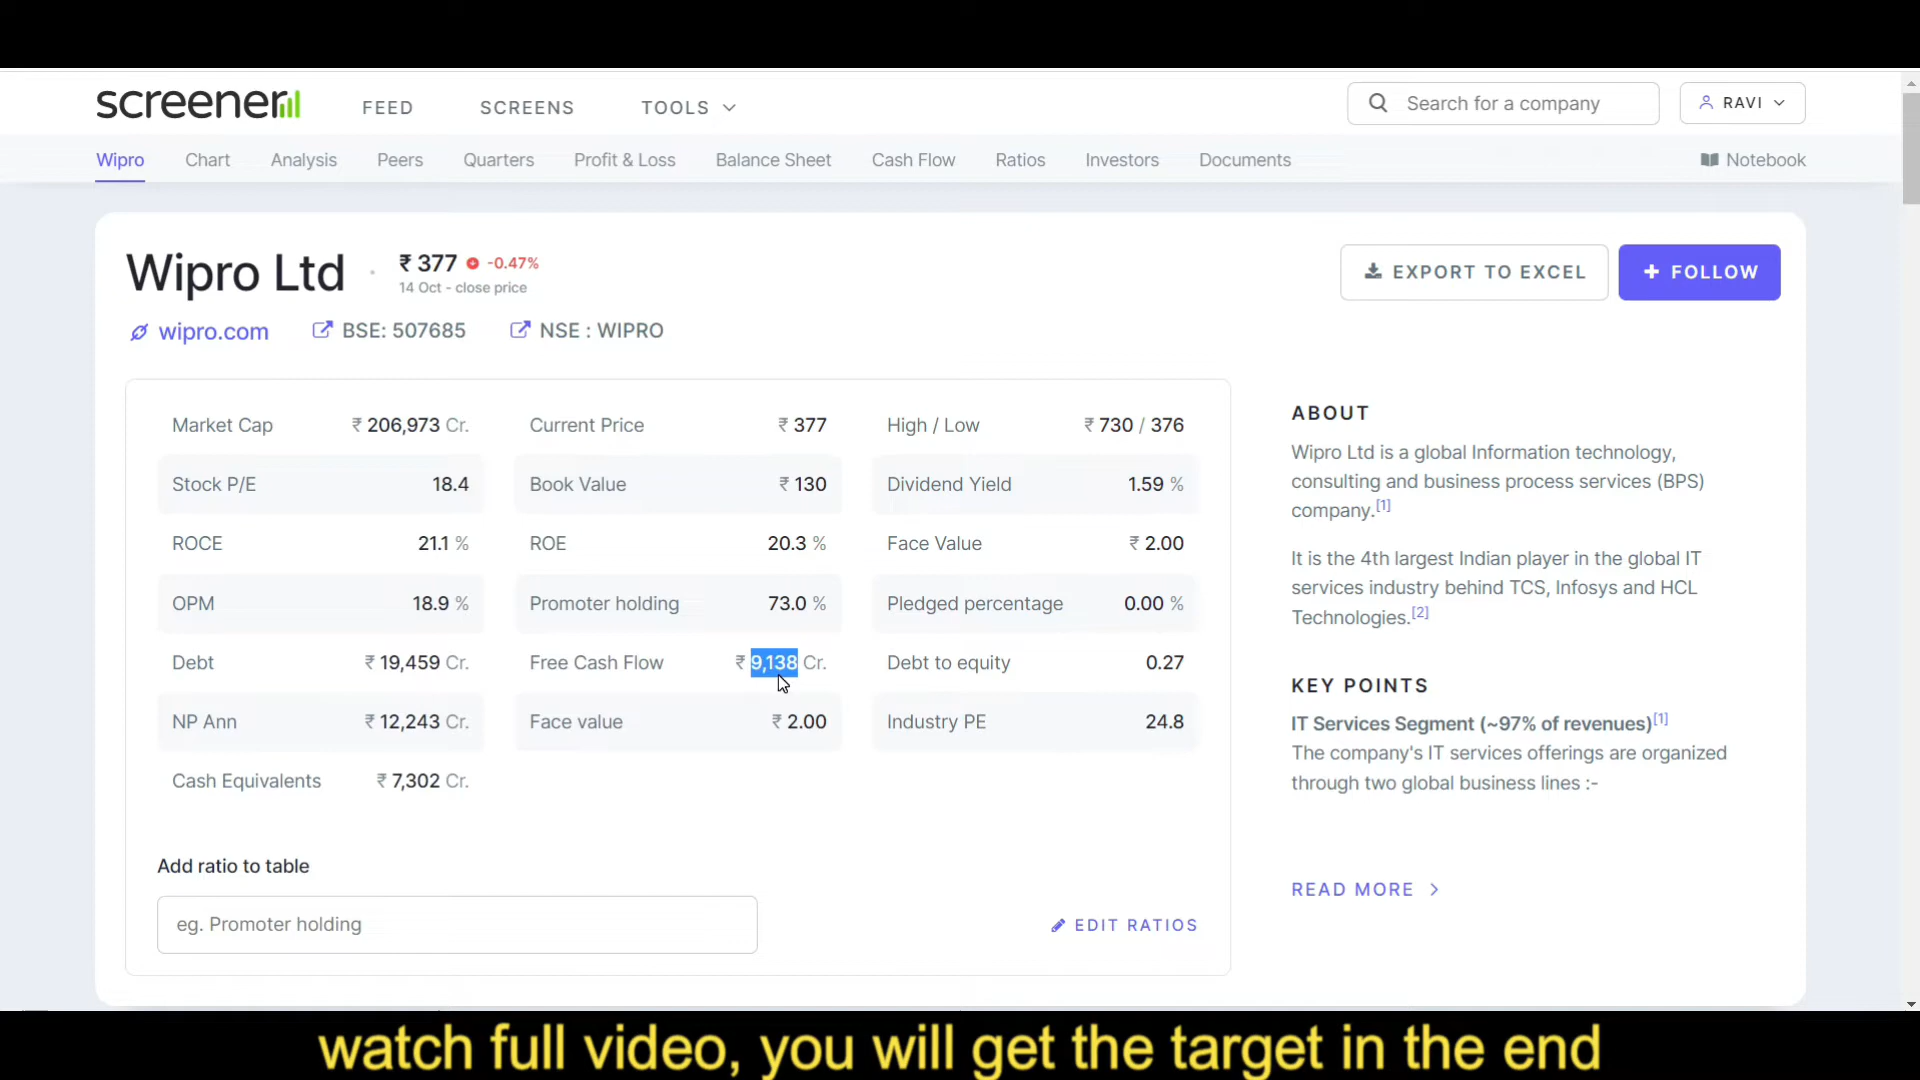 screener
FEED
SCREENS
TOOLS
Search for a company
RAVI
Wipro
Chart
Analysis
Peers
Quarters
Profit & Loss
Balance Sheet
Cash Flow
Ratios
Investors
Documents
Notebook
Wipro Ltd
₹ 377 -0.47%
14 Oct - close price
EXPORT TO EXCEL
+ FOLLOW
wipro.com
BSE: 507685
NSE : WIPRO
Market Cap ₹ 206,973 Cr.
Current Price ₹ 377
High / Low ₹ 730 / 376
Stock P/E 18.4
Book Value ₹ 130
Dividend Yield 1.59 %
ROCE 21.1 %
ROE 20.3 %
Face Value ₹ 2.00
OPM 18.9 %
Promoter holding 73.0 %
Pledged percentage 0.00 %
Debt ₹ 19,459 Cr.
Free Cash Flow ₹ 9,138 Cr.
Debt to equity 0.27
NP Ann ₹ 12,243 Cr.
Face value ₹ 2.00
Industry PE 24.8
Cash Equivalents ₹ 7,302 Cr.
Add ratio to table
eg. Promoter holding
EDIT RATIOS
ABOUT
Wipro Ltd is a global Information technology,
consulting and business process services (BPS)
company.[1]
It is the 4th largest Indian player in the global IT
services industry behind TCS, Infosys and HCL
Technologies.[2]
KEY POINTS
IT Services Segment (~97% of revenues)[1]
The company's IT services offerings are organized
through two global business lines :-
READ MORE
watch full video, you will get the target in the end